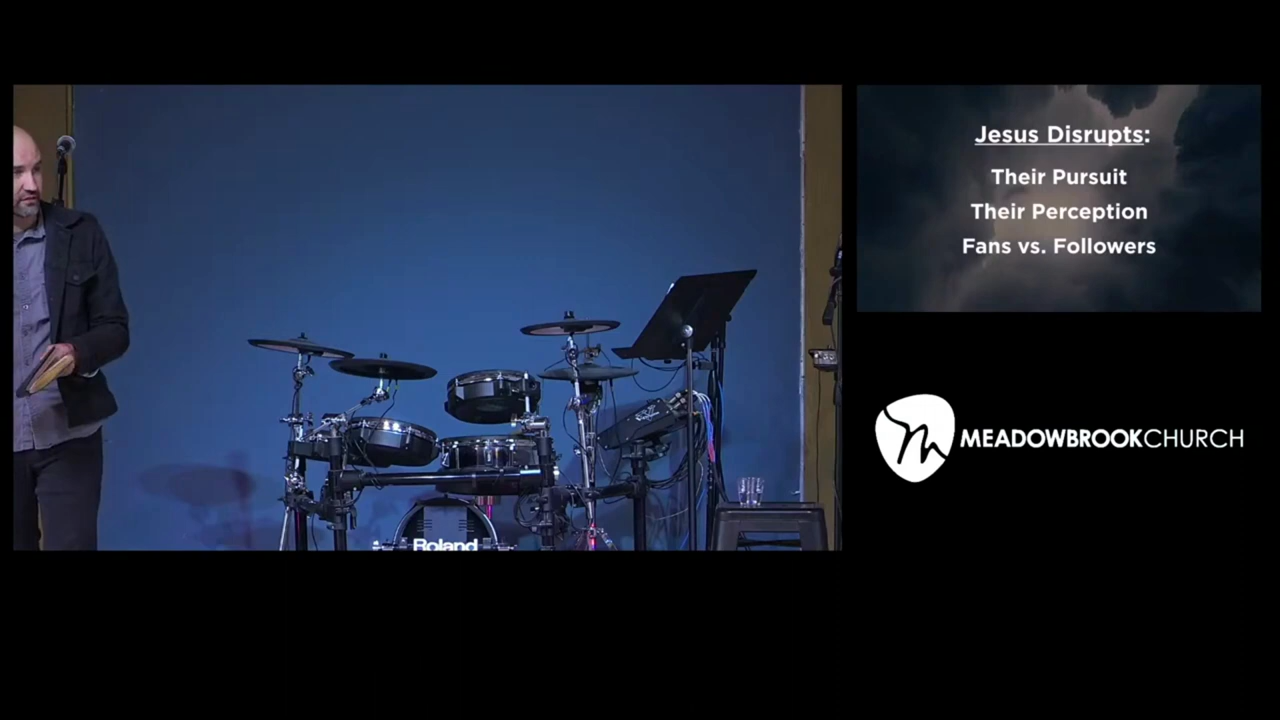 Jesus Disrupts:
Their Pursuit
Their Perception
Fans vs. Followers
MEADOWBROOKCHURCH
Roland